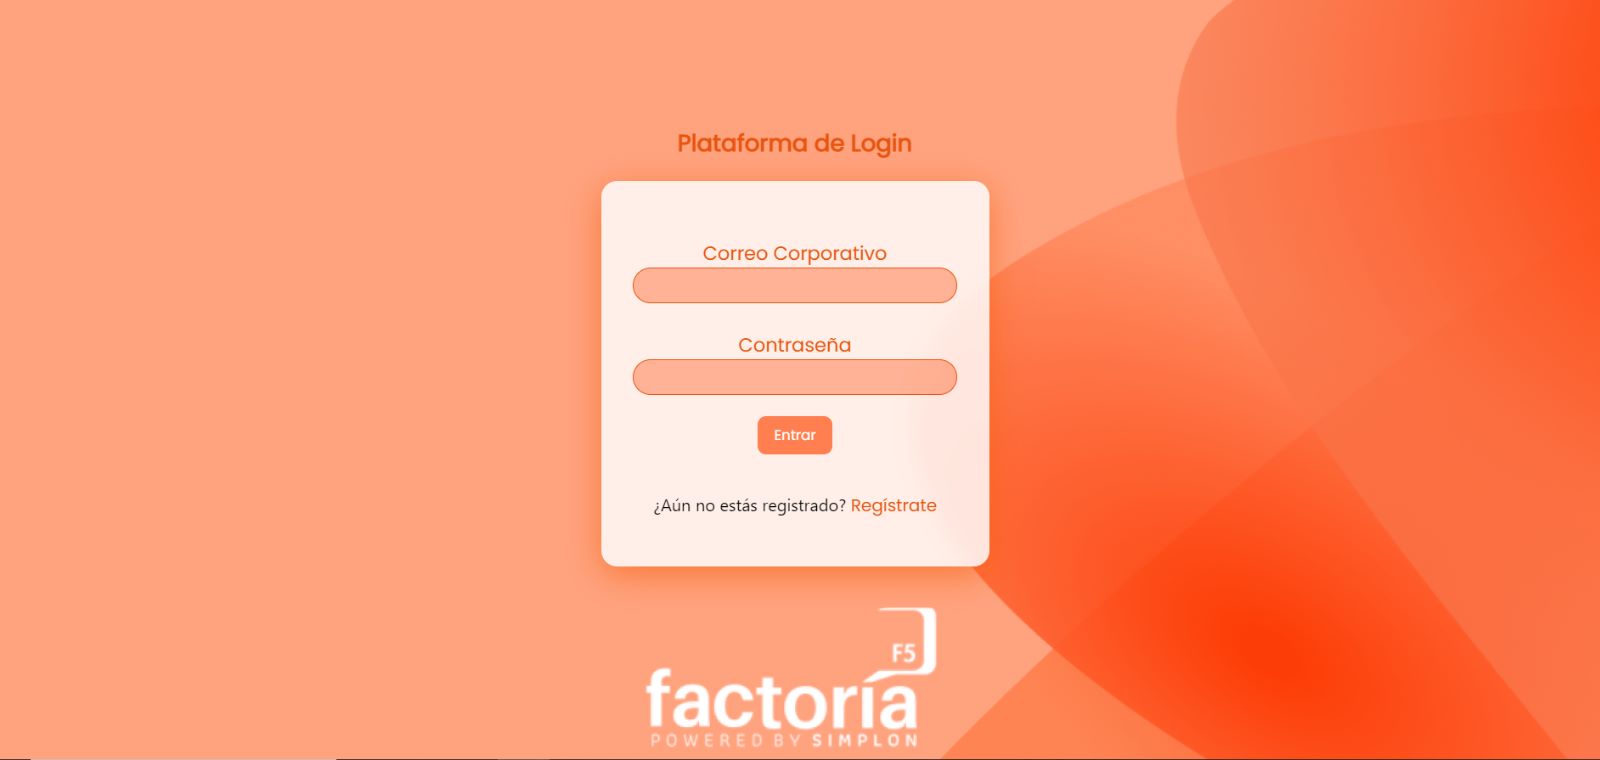 Plataforma de Login
Correo Corporativo
Contraseña
Entrar
¿Aún no estás registrado? Regístrate
F5
factoría
POWERED BY SIMPLON